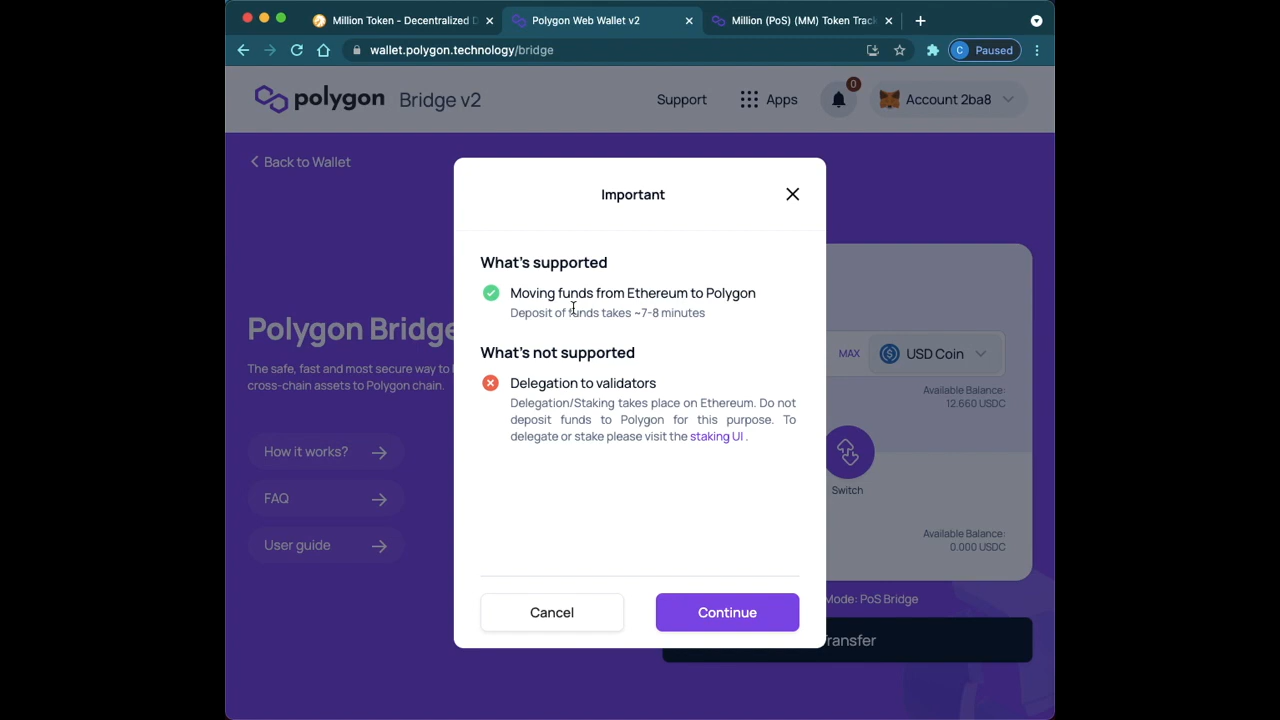 Million Token - Decentralized D
Polygon Web Wallet v2
Million (PoS) (MM) Token Track
wallet.polygon.technology/bridge
C Paused
polygon Bridge v2
Support
Apps
0
Account 2ba8
Back to Wallet
Important
What's supported
Moving funds from Ethereum to Polygon
Deposit of funds takes ~7-8 minutes
What's not supported
Delegation to validators
Delegation/Staking takes place on Ethereum. Do not
deposit funds to Polygon for this purpose. To
delegate or stake please visit the staking UI .
Cancel
Continue
Polygon Bridge
The safe, fast and most secure way to
cross-chain assets to Polygon chain.
How it works?
FAQ
User guide
MAX
USD Coin
Available Balance:
12.660 USDC
Switch
Available Balance:
0.000 USDC
Mode: PoS Bridge
ransfer